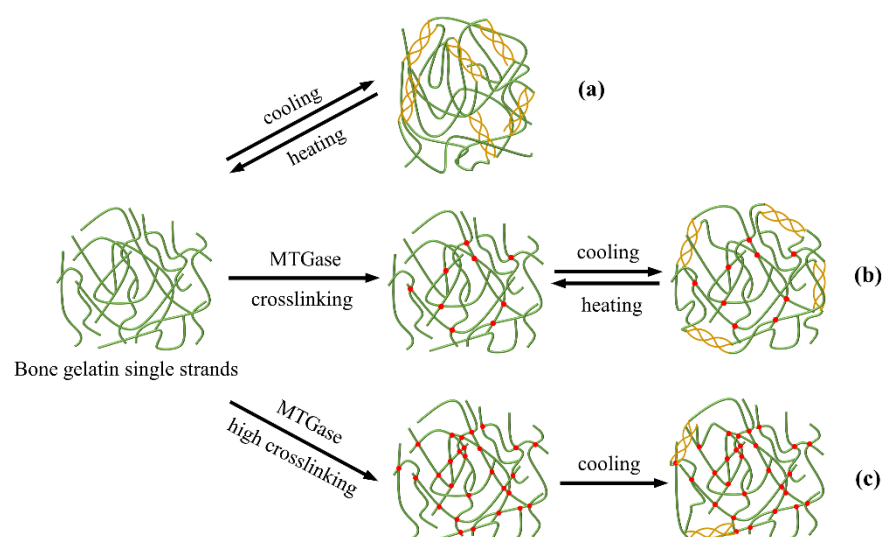 cooling
heating
(a)
MTGase
crosslinking
cooling
heating
(b)
Bone gelatin single strands
MTGase
high crosslinking
cooling
(c)